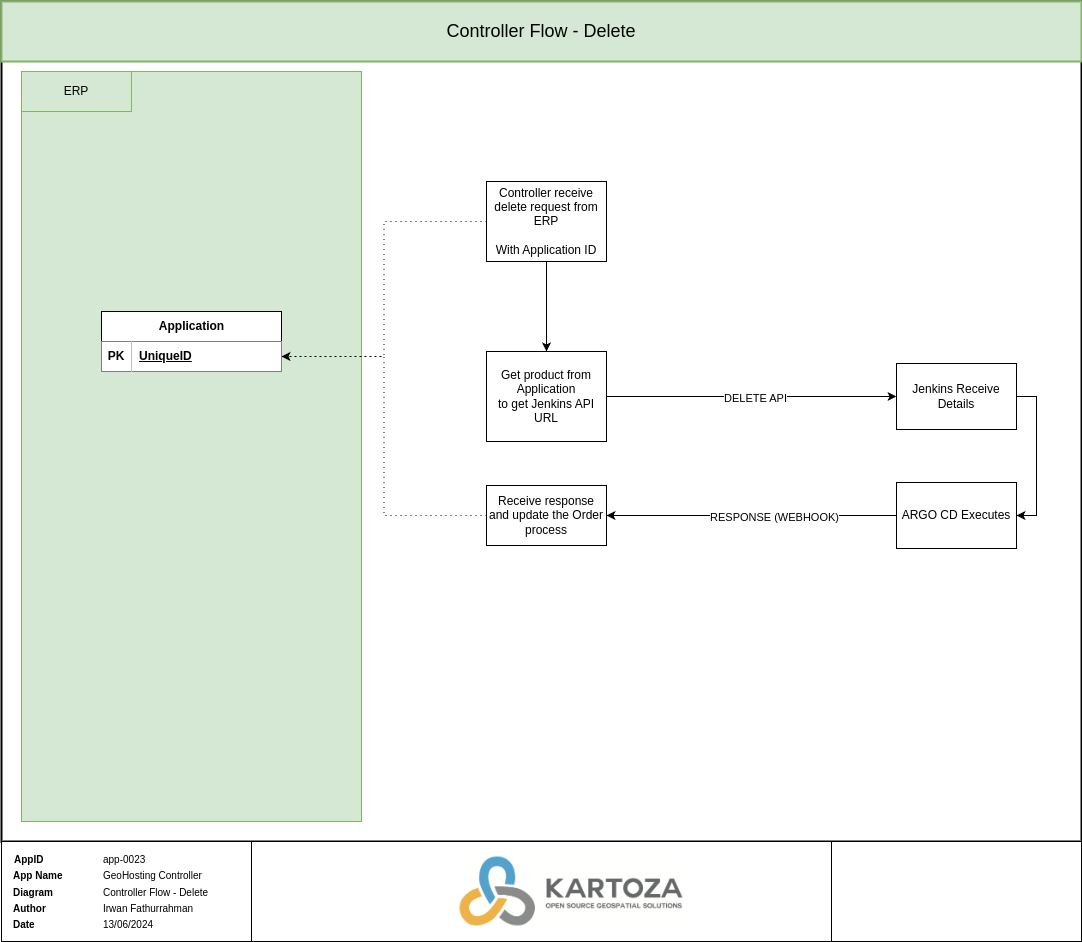 Controller Flow - Delete
ERP
Controller receive
delete request from
ERP
With Application ID
Application
PK UniqueID
Get product from
Application
to get Jenkins API
URL
DELETE API
Jenkins Receive
Details
Receive response
and update the Order
process
RESPONSE (WEBHOOK)
ARGO CD Executes
AppID app-0023
App Name GeoHosting Controller
Diagram Controller Flow - Delete
Author Irwan Fathurrahman
Date 13/06/2024
KARTOZA
OPEN SOURCE GEOSPATIAL SOLUTIONS